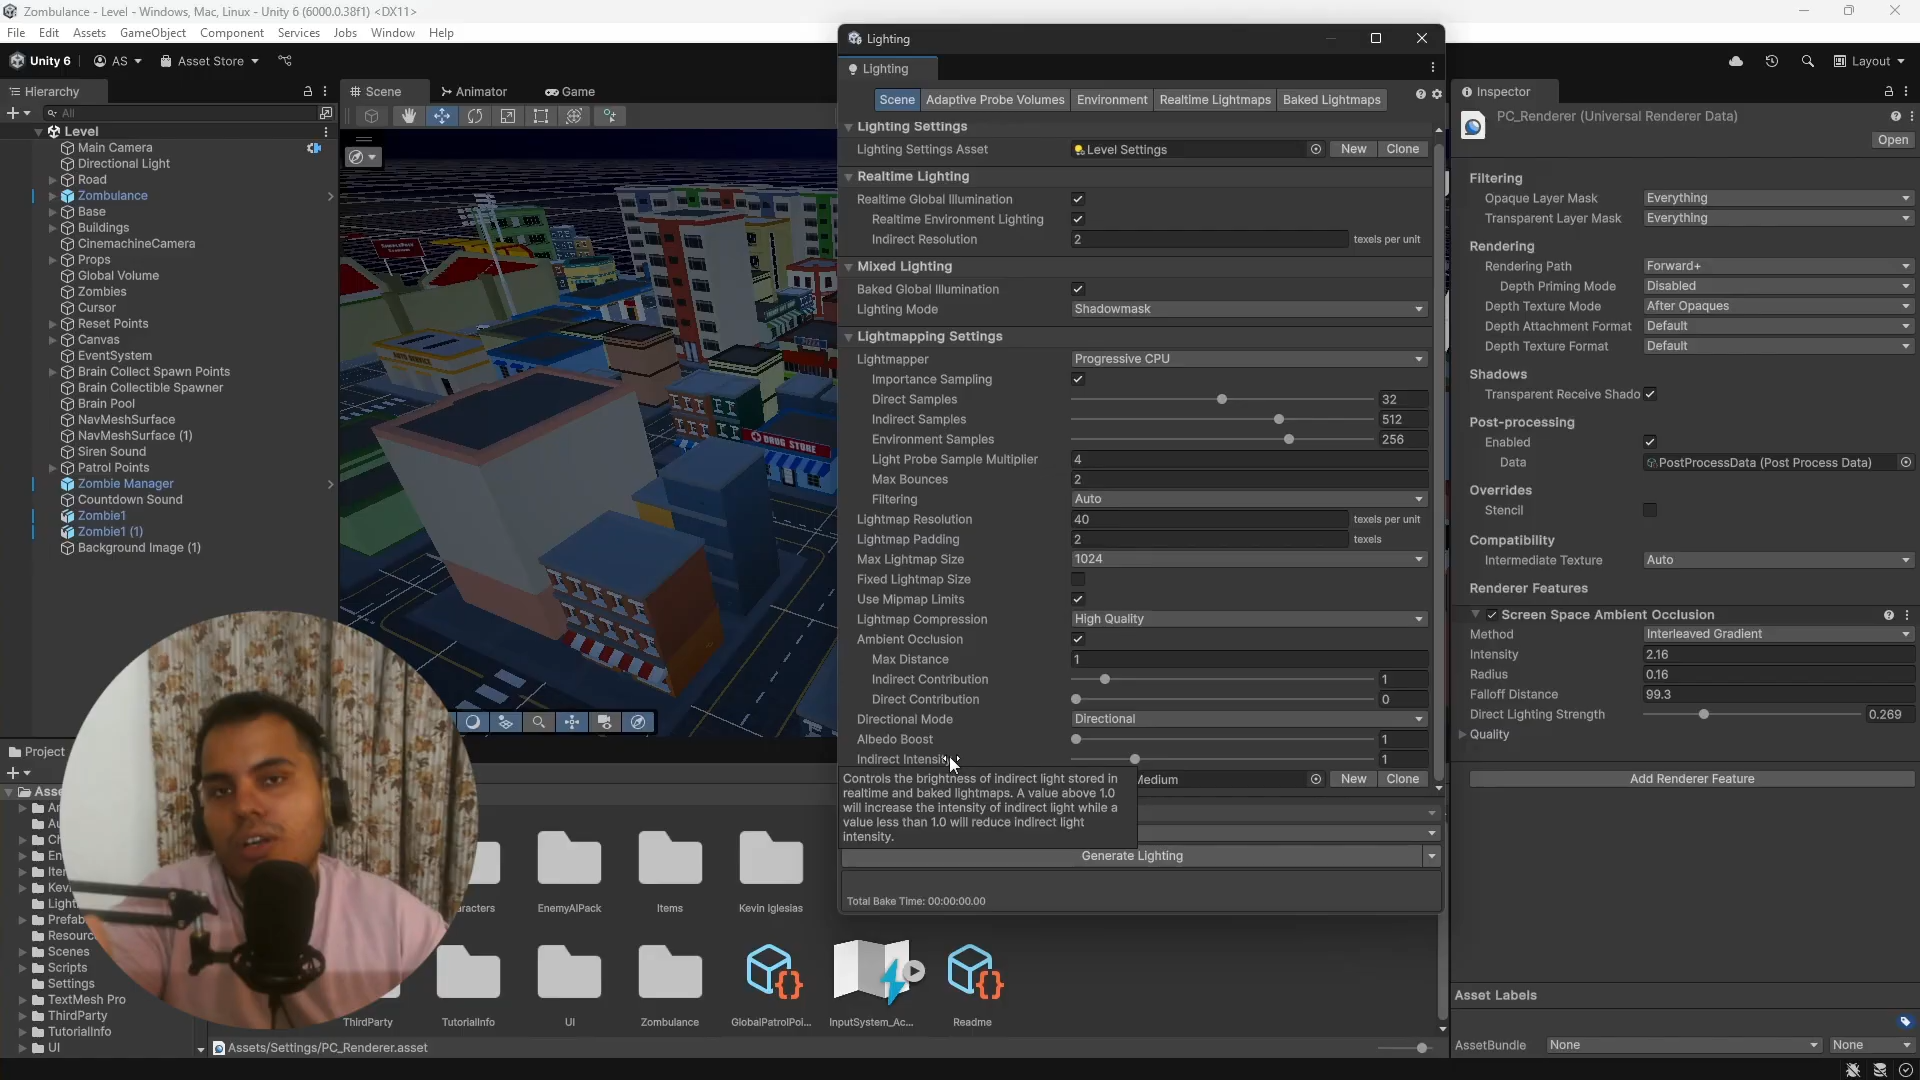 Zombulance - Level - Windows, Mac, Linux - Unity 6 (6000.0.38f1) <DX11>
File Edit Assets GameObject Component Services Jobs Window Help
Unity 6 AS Asset Store Layout
Hierarchy
All
Level
Main Camera
Directional Light
Road
Zombulance
Base
Buildings
CinemachineCamera
Props
Global Volume
Zombies
Cursor
Reset Points
Canvas
EventSystem
Brain Collect Spawn Points
Brain Collectible Spawner
Brain Pool
NavMeshSurface
NavMeshSurface (1)
Siren Sound
Patrol Points
Zombie Manager
Countdown Sound
Zombie1
Zombie1 (1)
Background Image (1)
Scene Animator Game
AUTO SERVICE
DRUG STORE
Lighting
Lighting
Scene Adaptive Probe Volumes Environment Realtime Lightmaps Baked Lightmaps
Lighting Settings
Lighting Settings Asset Level Settings New Clone
Realtime Lighting
Realtime Global Illumination
Realtime Environment Lighting
Indirect Resolution 2 texels per unit
Mixed Lighting
Baked Global Illumination
Lighting Mode Shadowmask
Lightmapping Settings
Lightmapper Progressive CPU
Importance Sampling
Direct Samples 32
Indirect Samples 512
Environment Samples 256
Light Probe Sample Multiplier 4
Max Bounces 2
Filtering Auto
Lightmap Resolution 40 texels per unit
Lightmap Padding 2 texels
Max Lightmap Size 1024
Fixed Lightmap Size
Use Mipmap Limits
Lightmap Compression High Quality
Ambient Occlusion
Max Distance 1
Indirect Contribution 1
Direct Contribution 0
Directional Mode Directional
Albedo Boost 1
Indirect Intensity 1
Medium New Clone
Controls the brightness of indirect light stored in
realtime and baked lightmaps. A value above 1.0
will increase the intensity of indirect light while a
value less than 1.0 will reduce indirect light
intensity.
Generate Lighting
Total Bake Time: 00:00:00.00
Inspector
PC_Renderer (Universal Renderer Data)
Open
Filtering
Opaque Layer Mask Everything
Transparent Layer Mask Everything
Rendering
Rendering Path Forward+
Depth Priming Mode Disabled
Depth Texture Mode After Opaques
Depth Attachment Format Default
Depth Texture Format Default
Shadows
Transparent Receive Shado
Post-processing
Enabled
Data PostProcessData (Post Process Data)
Overrides
Stencil
Compatibility
Intermediate Texture Auto
Renderer Features
Screen Space Ambient Occlusion
Method Interleaved Gradient
Intensity 2.16
Radius 0.16
Falloff Distance 99.3
Direct Lighting Strength 0.269
Quality
Add Renderer Feature
Asset Labels
AssetBundle None None
Project
Asse
Ar
Au
Ch
En
Iter
Kevi
Light
Prefab
Resourc
Scenes
Scripts
Settings
TextMesh Pro
ThirdParty
TutorialInfo
UI
aracters EnemyAIPack Items Kevin Iglesias
ThirdParty TutorialInfo UI Zombulance GlobalPatrolPoi... InputSystem_Ac... Readme
Assets/Settings/PC_Renderer.asset